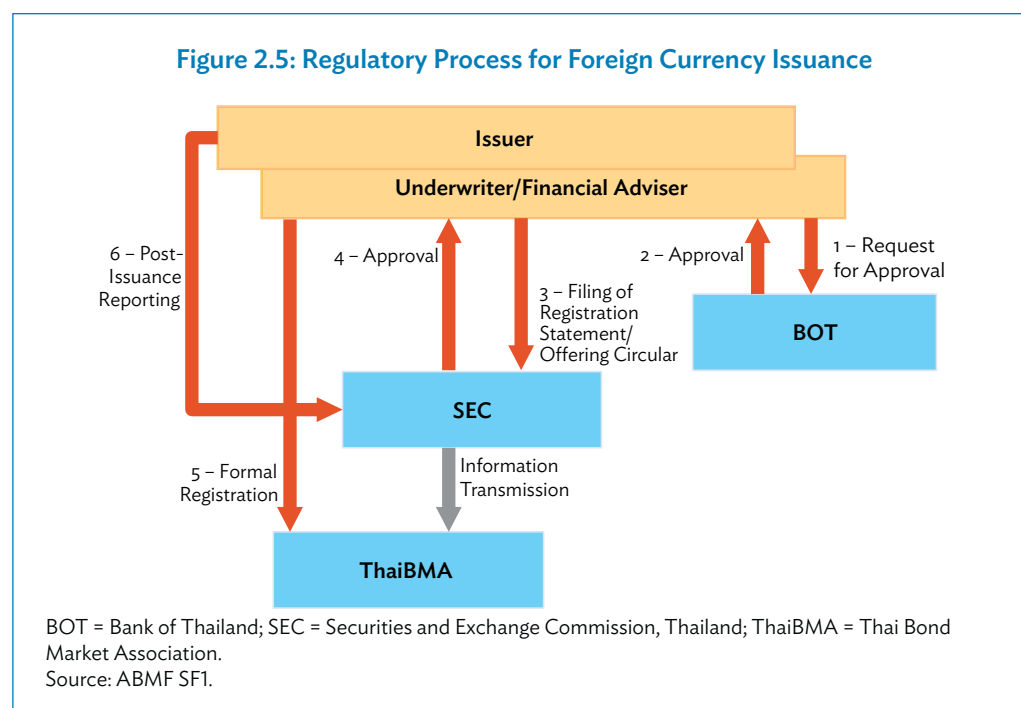 Figure 2.5: Regulatory Process for Foreign Currency Issuance
Issuer
Underwriter/Financial Adviser
6 – Post-
Issuance
Reporting
4 – Approval
3 – Filing of
Registration
Statement/
Offering Circular
2 – Approval
1 – Request
for Approval
BOT
SEC
5 – Formal
Registration
Information
Transmission
ThaiBMA
BOT = Bank of Thailand; SEC = Securities and Exchange Commission, Thailand; ThaiBMA = Thai Bond
Market Association.
Source: ABMF SF1.